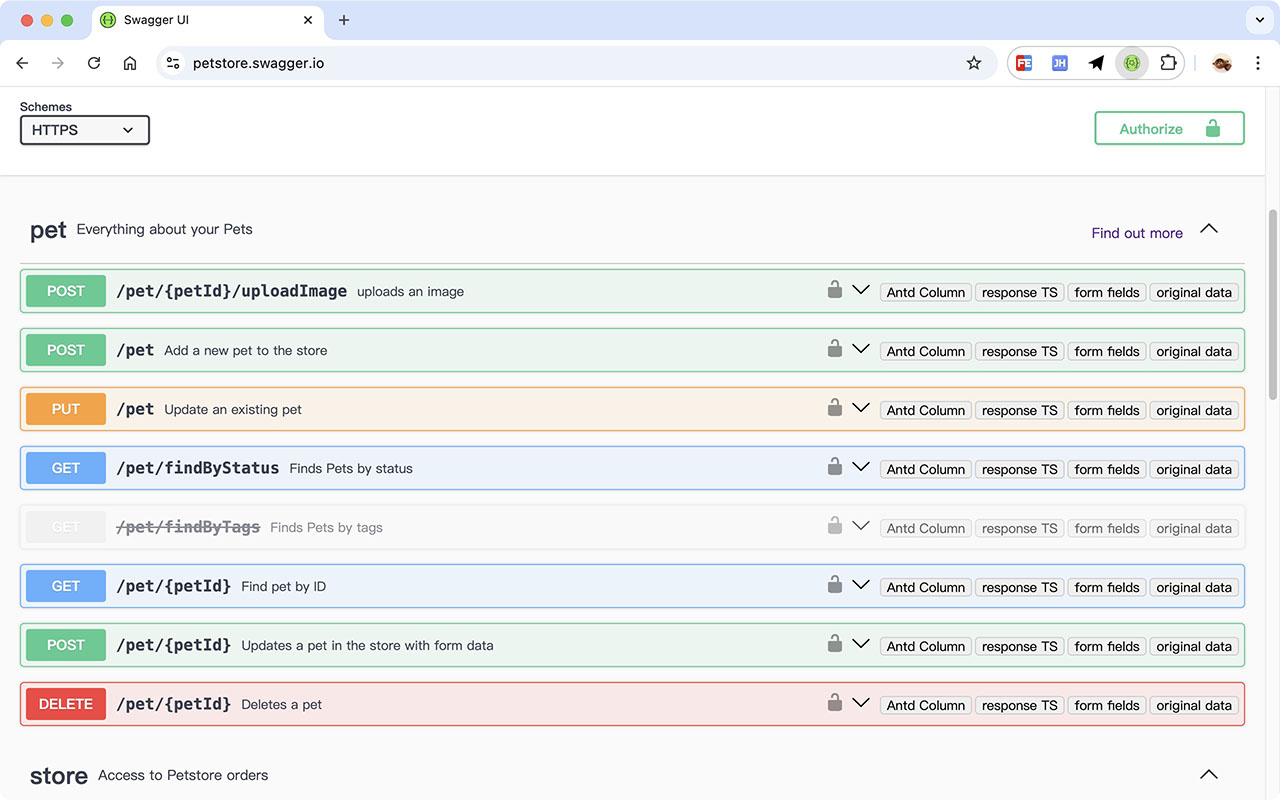 Swagger UI
petstore.swagger.io
FE
JH
Schemes
HTTPS
Authorize
pet Everything about your Pets
Find out more
POST /pet/{petId}/uploadImage uploads an image Antd Column response TS form fields original data
POST /pet Add a new pet to the store Antd Column response TS form fields original data
PUT /pet Update an existing pet Antd Column response TS form fields original data
GET /pet/findByStatus Finds Pets by status Antd Column response TS form fields original data
GET /pet/findByTags Finds Pets by tags Antd Column response TS form fields original data
GET /pet/{petId} Find pet by ID Antd Column response TS form fields original data
POST /pet/{petId} Updates a pet in the store with form data Antd Column response TS form fields original data
DELETE /pet/{petId} Deletes a pet Antd Column response TS form fields original data
store Access to Petstore orders